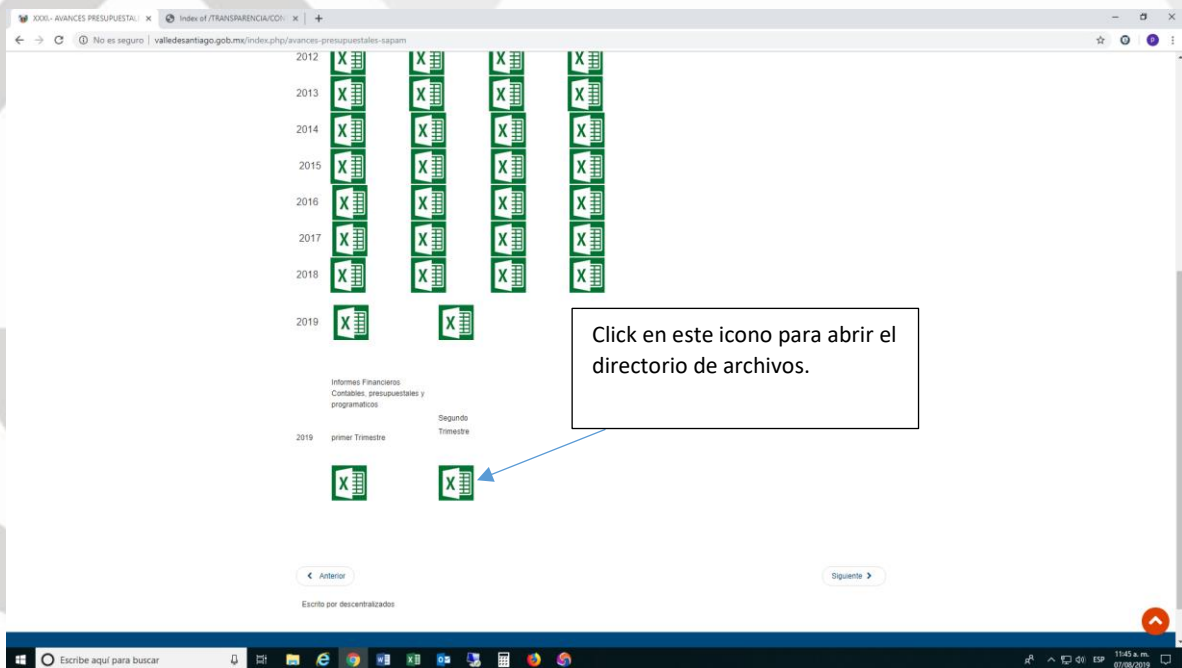 XXXI.- AVANCES PRESUPUESTAL
Index of /TRANSPARENCIA/CON
No es seguro | valledesantiago.gob.mx/index.php/avances-presupuestales-sapam
2012
2013
2014
2015
2016
2017
2018
2019
Click en este icono para abrir el
directorio de archivos.
Informes Financieros
Contables, presupuestales y
programaticos
Segundo
Trimestre
2019 primer Trimestre
Anterior
Siguiente
Escrito por descentralizados
Escribe aquí para buscar
ESP
11:45 a. m.
07/08/2019